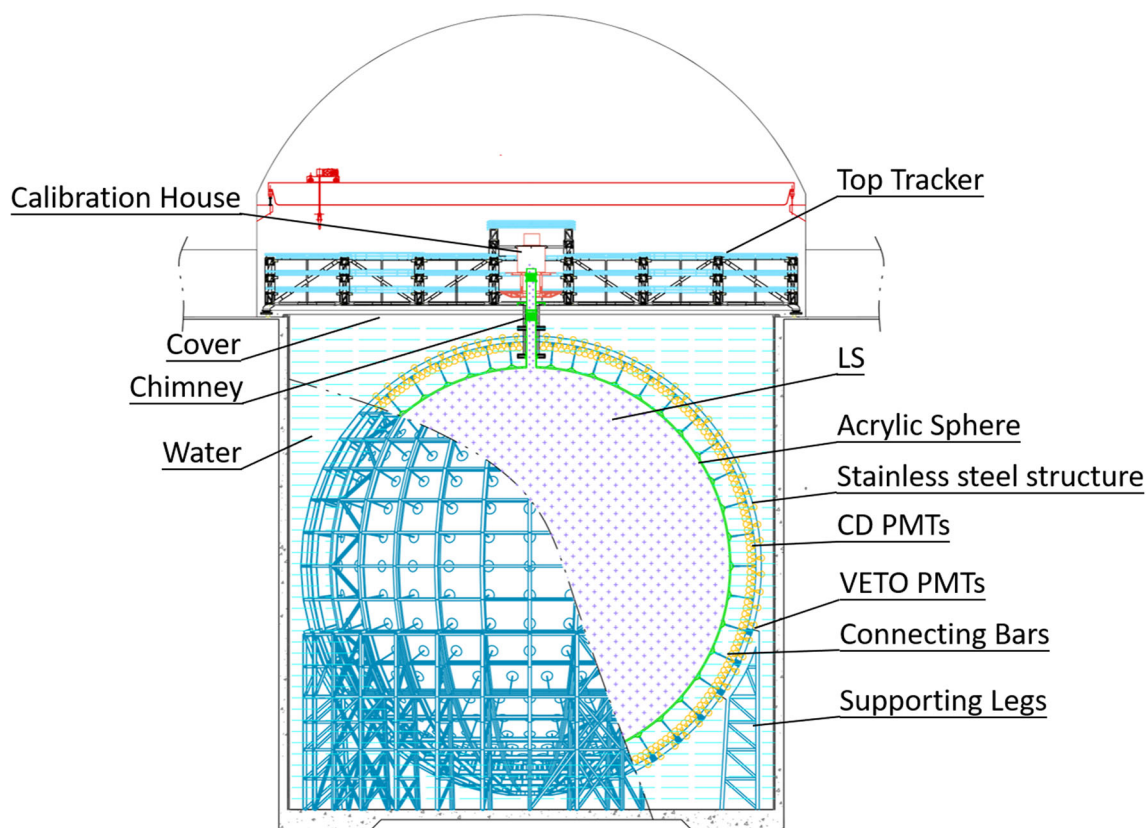 Calibration House
Top Tracker
Cover
Chimney
Water
LS
Acrylic Sphere
Stainless steel structure
CD PMTs
VETO PMTs
Connecting Bars
Supporting Legs